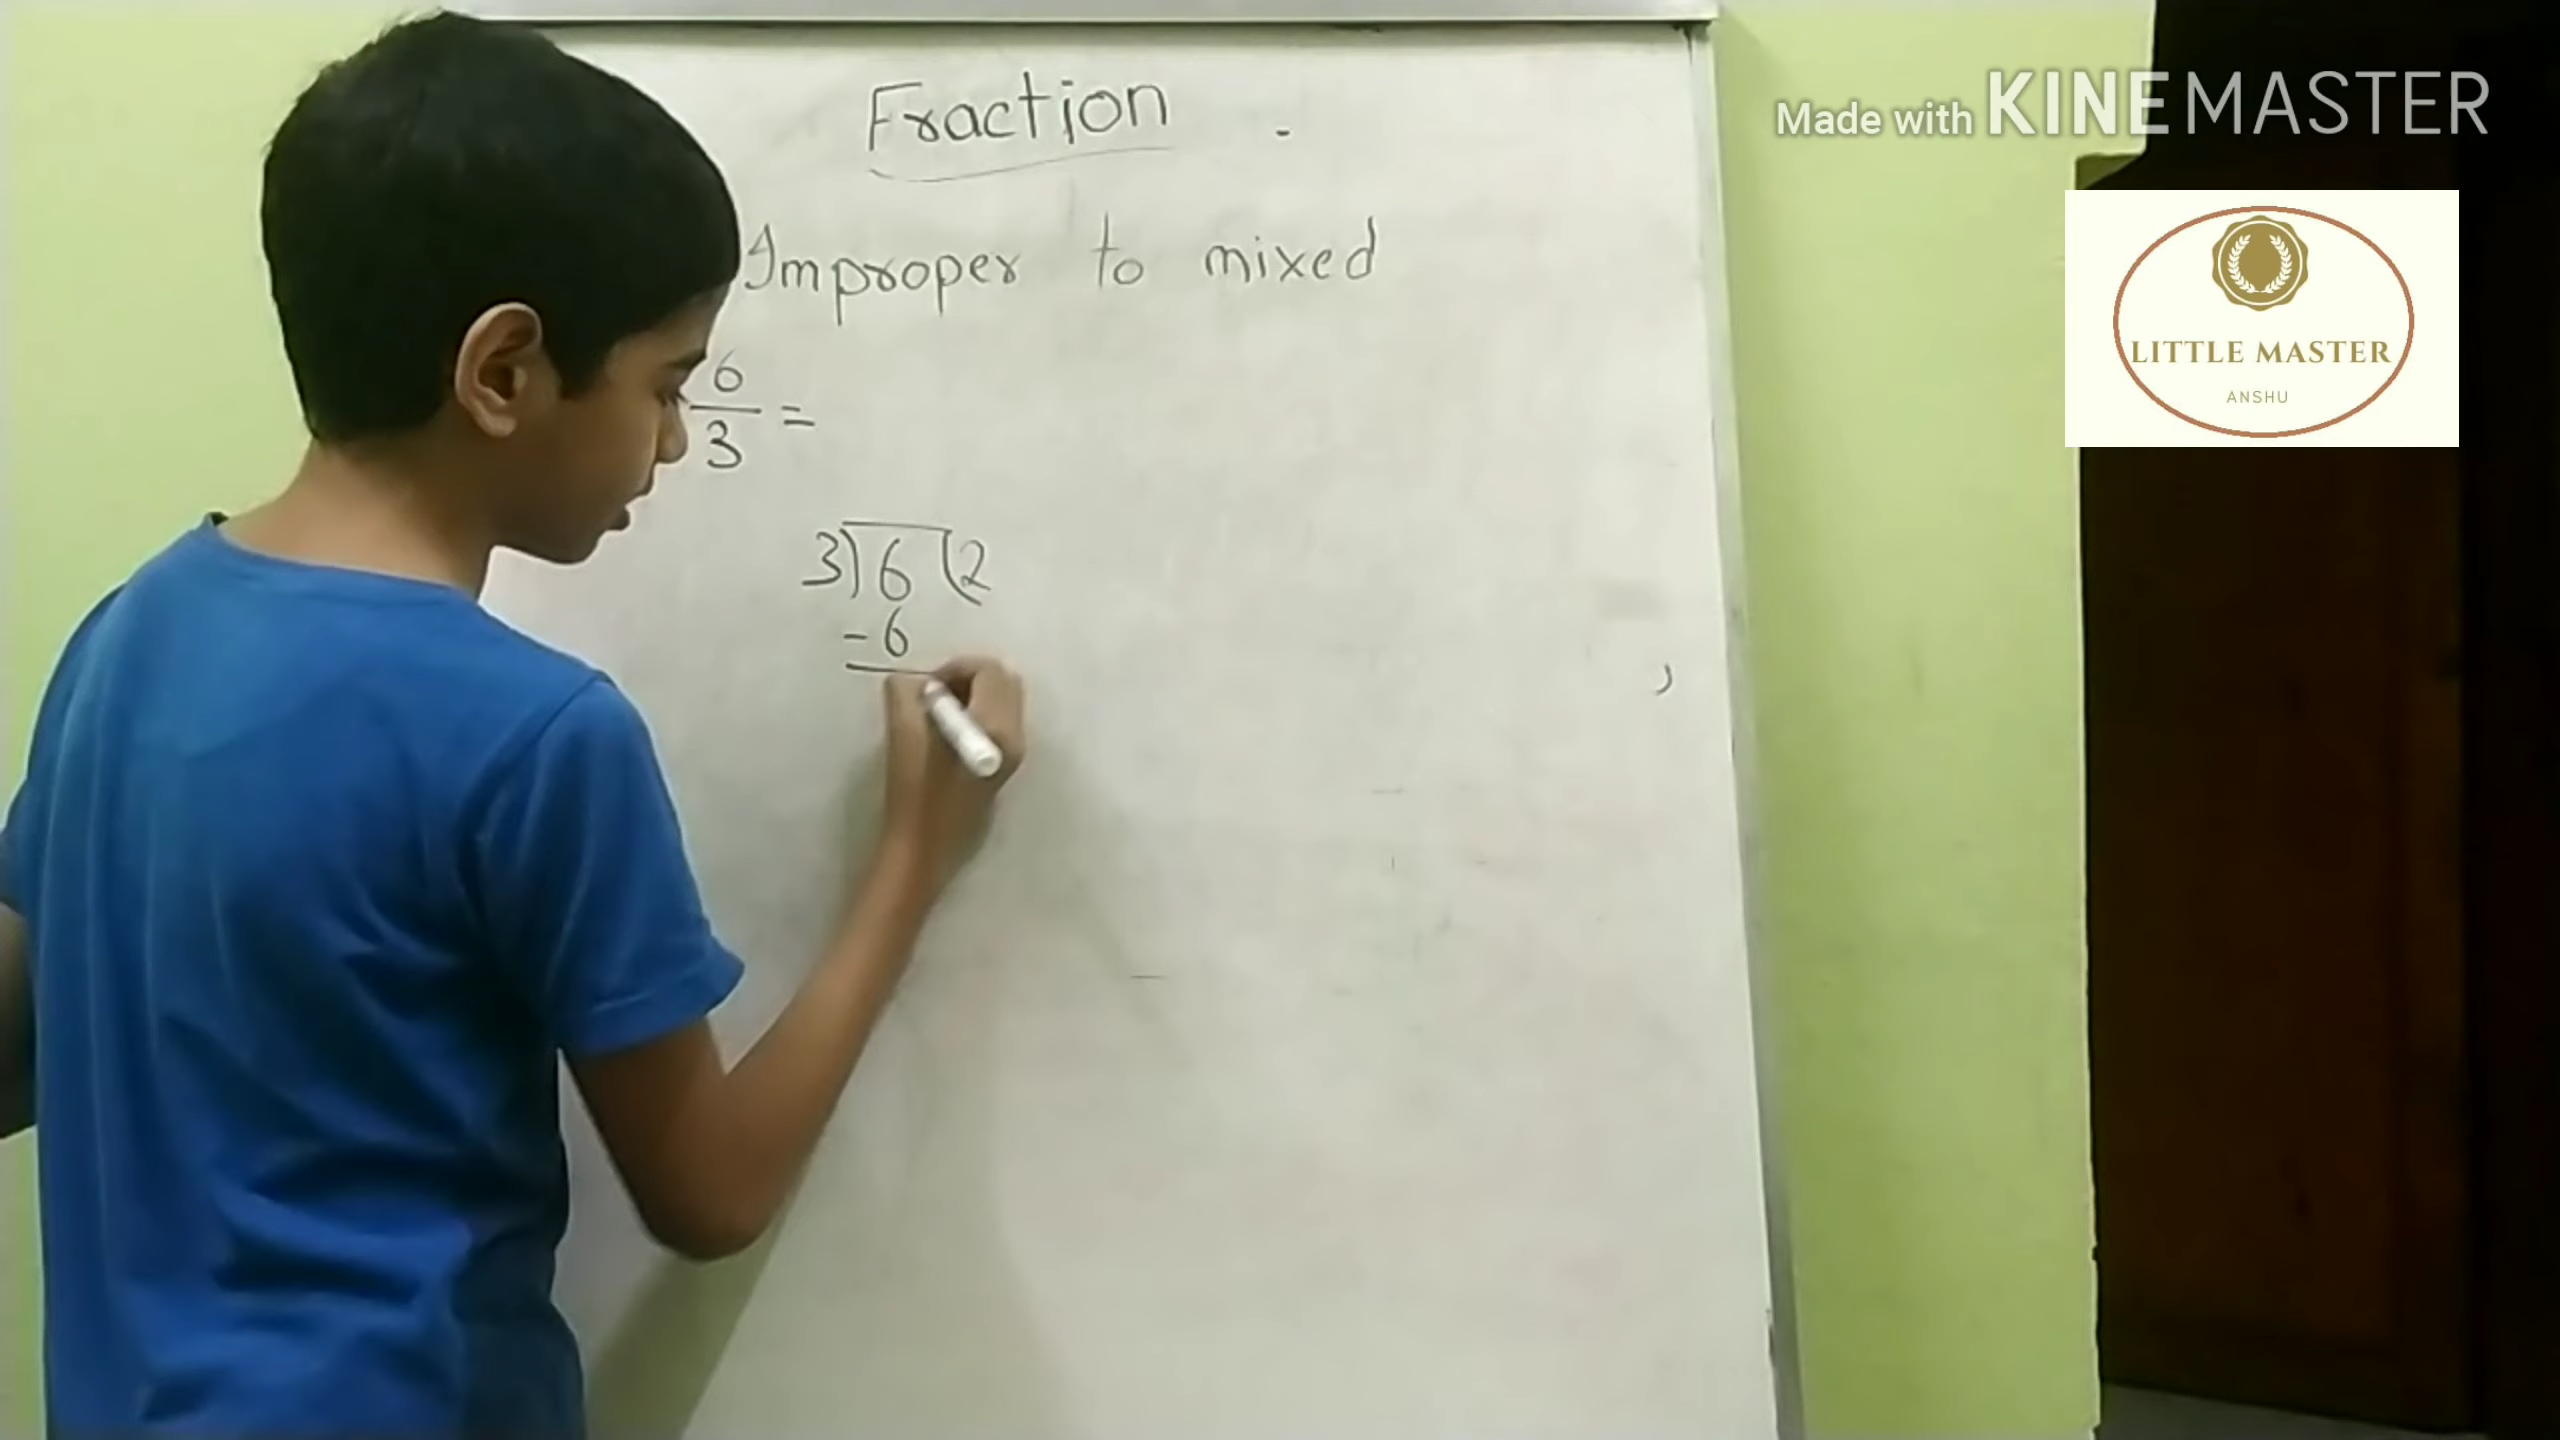 Fraction
Made with KINEMASTER
Improper to mixed
LITTLE MASTER
ANSHU
6
3 =
3) 6 (2
-6